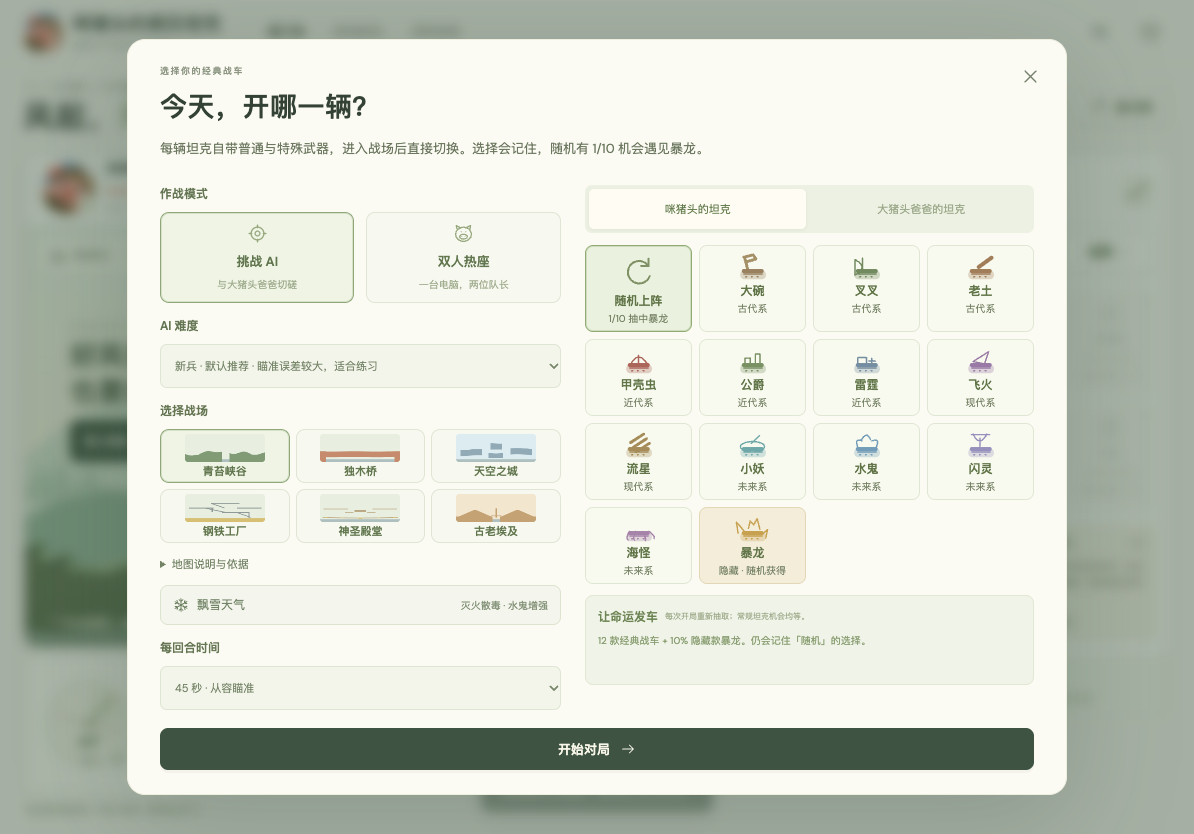 选择你的经典战车
今天，开哪一辆?
每辆坦克自带普通与特殊武器，进入战场后直接切换。选择会记住，随机有 1/10 机会遇见暴龙。
作战模式
挑战 AI
与大猪头爸爸切磋
双人热座
一台电脑，两位队长
AI 难度
新兵 · 默认推荐 · 瞄准误差较大，适合练习
选择战场
青苔峡谷
独木桥
天空之城
钢铁工厂
神圣殿堂
古老埃及
地图说明与依据
飘雪天气
灭火散毒 · 水鬼增强
每回合时间
45 秒 · 从容瞄准
咪猪头的坦克
大猪头爸爸的坦克
随机上阵
1/10 抽中暴龙
大碗
古代系
叉叉
古代系
老土
古代系
甲壳虫
近代系
公爵
近代系
雷霆
近代系
飞火
现代系
流星
现代系
小妖
未来系
水鬼
未来系
闪灵
未来系
海怪
未来系
暴龙
隐藏 · 随机获得
让命运发车 每次开局重新抽取；常规坦克机会均等。
12 款经典战车 + 10% 隐藏款暴龙。仍会记住「随机」的选择。
开始对局 →